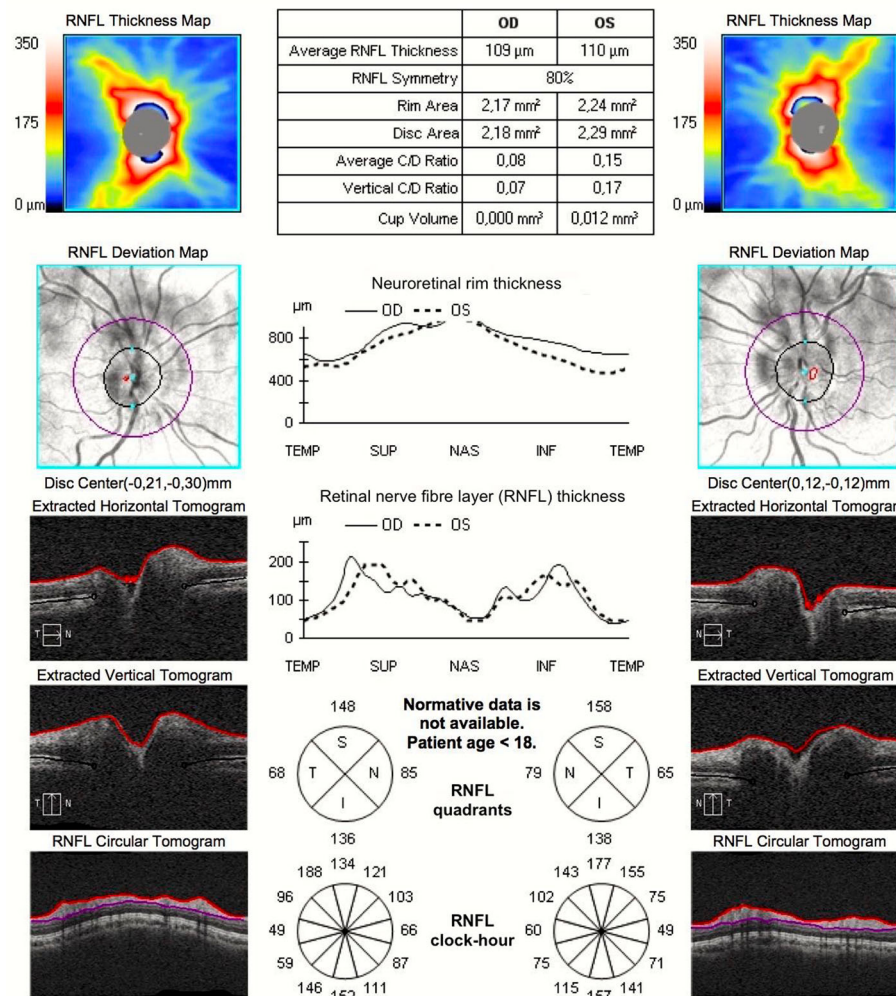 RNFL Thickness Map
350
175
0 µm
OD OS
Average RNFL Thickness 109 µm 110 µm
RNFL Symmetry 80%
Rim Area 2,17 mm² 2,24 mm²
Disc Area 2,18 mm² 2,29 mm²
Average C/D Ratio 0,08 0,15
Vertical C/D Ratio 0,07 0,17
Cup Volume 0,000 mm³ 0,012 mm³
RNFL Thickness Map
350
175
0 µm
RNFL Deviation Map
Disc Center(-0,21,-0,30)mm
Neuroretinal rim thickness
µm OD OS
800
400
0
TEMP SUP NAS INF TEMP
RNFL Deviation Map
Disc Center(0,12,-0,12)mm
Extracted Horizontal Tomogram
T N
Retinal nerve fibre layer (RNFL) thickness
µm OD OS
200
100
0
TEMP SUP NAS INF TEMP
Extracted Horizontal Tomogram
N T
Extracted Vertical Tomogram
T N
148
S
68 T N 85
I
136
Normative data is
not available.
Patient age < 18.
RNFL
quadrants
158
S
79 N T 65
I
138
Extracted Vertical Tomogram
N T
RNFL Circular Tomogram
134
188 121
96 103
49 66
59 87
146 111
RNFL
clock-hour
177
143 155
102 75
60 49
75 71
115 141
RNFL Circular Tomogram